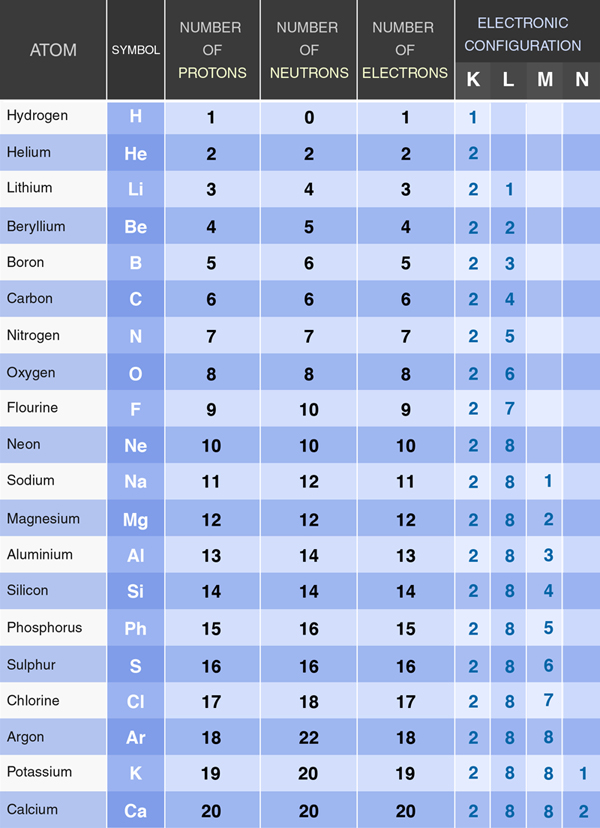 ATOM SYMBOL NUMBER OF PROTONS NUMBER OF NEUTRONS NUMBER OF ELECTRONS ELECTRONIC CONFIGURATION
K L M N
Hydrogen H 1 0 1 1
Helium He 2 2 2 2
Lithium Li 3 4 3 2 1
Beryllium Be 4 5 4 2 2
Boron B 5 6 5 2 3
Carbon C 6 6 6 2 4
Nitrogen N 7 7 7 2 5
Oxygen O 8 8 8 2 6
Flourine F 9 10 9 2 7
Neon Ne 10 10 10 2 8
Sodium Na 11 12 11 2 8 1
Magnesium Mg 12 12 12 2 8 2
Aluminium Al 13 14 13 2 8 3
Silicon Si 14 14 14 2 8 4
Phosphorus Ph 15 16 15 2 8 5
Sulphur S 16 16 16 2 8 6
Chlorine Cl 17 18 17 2 8 7
Argon Ar 18 22 18 2 8 8
Potassium K 19 20 19 2 8 8 1
Calcium Ca 20 20 20 2 8 8 2